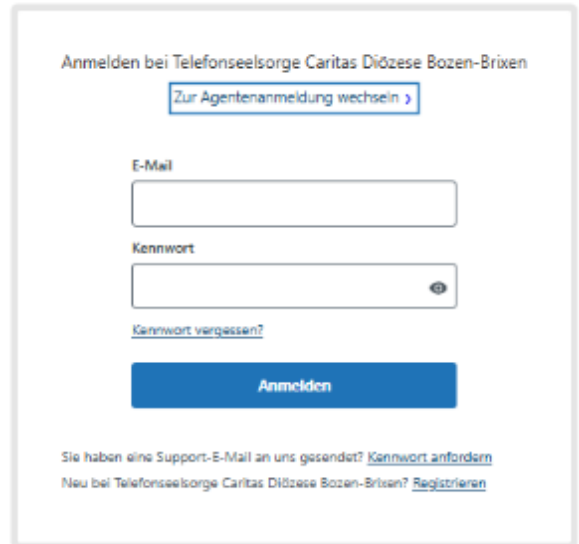 Anmelden bei Telefonseelsorge Caritas Diözese Bozen-Brixen
Zur Agentenanmeldung wechseln ›
E-Mail
Kennwort
Kennwort vergessen?
Anmelden
Sie haben eine Support-E-Mail an uns gesendet? Kennwort anfordern
Neu bei Telefonseelsorge Caritas Diözese Bozen-Brixen? Registrieren